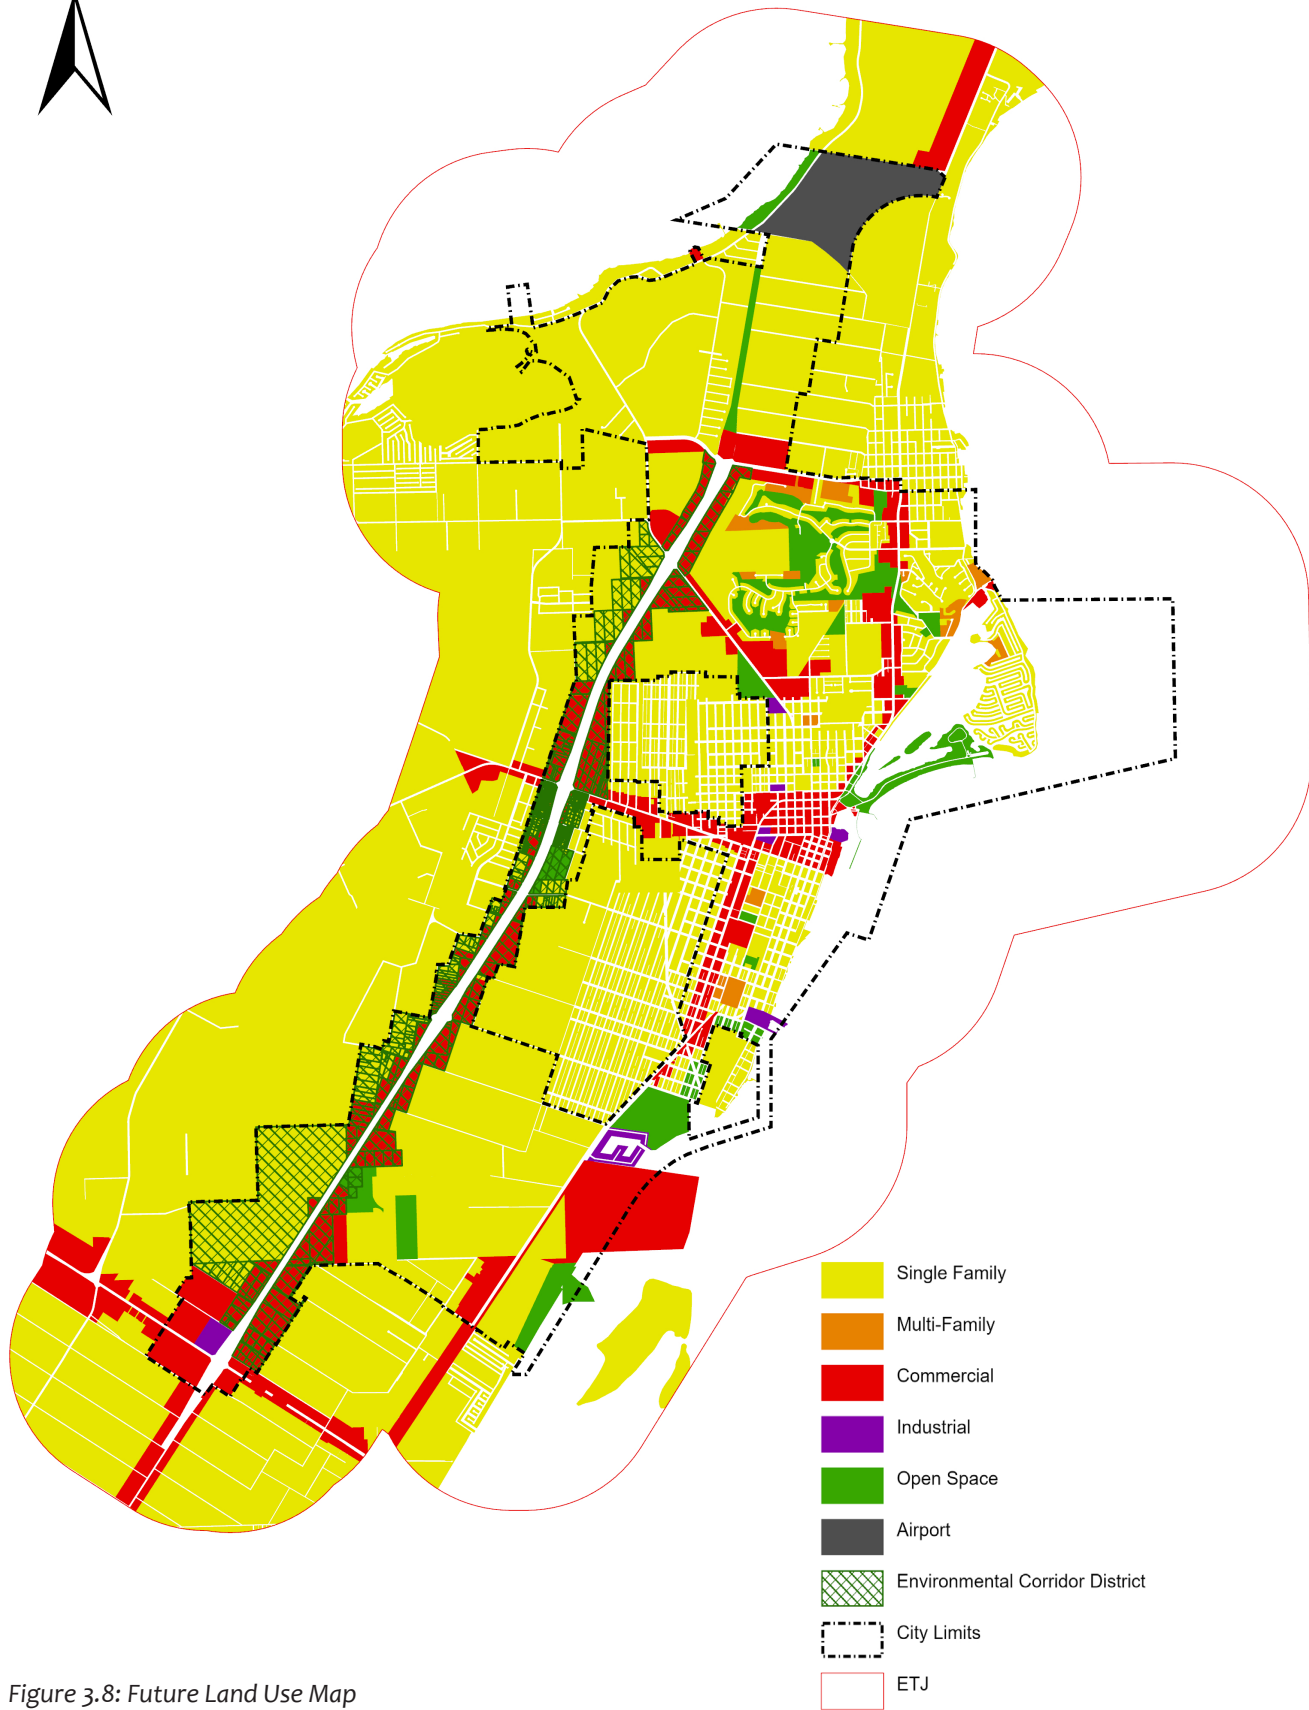 Single Family
Multi-Family
Commercial
Industrial
Open Space
Airport
Environmental Corridor District
City Limits
ETJ
Figure 3.8: Future Land Use Map